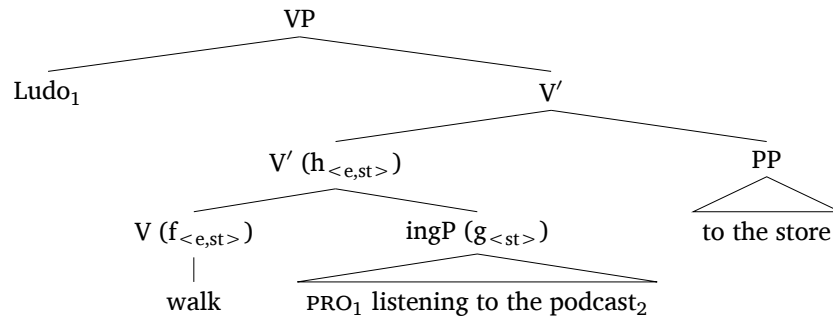 VP
Ludo₁ V′
V′ (h<e,st>) PP
V (f<e,st>) ingP (g<st>) to the store
walk PRO₁ listening to the podcast₂